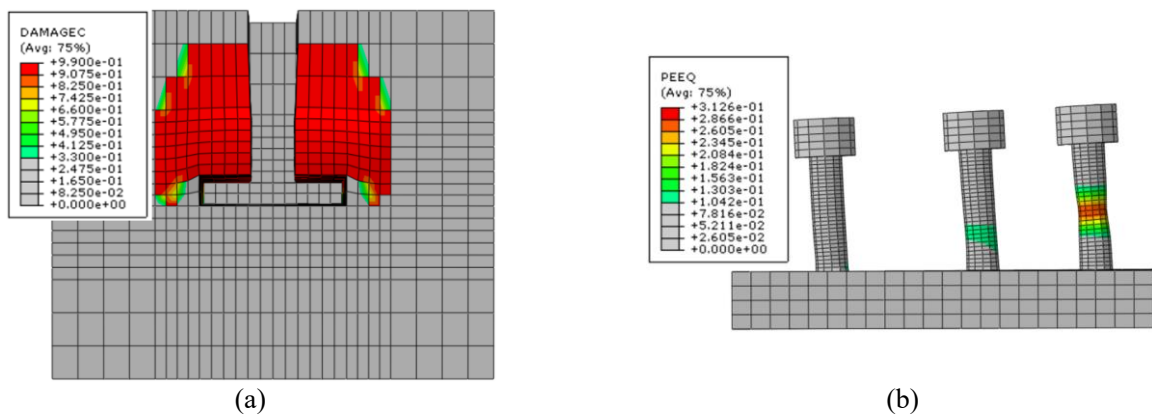 DAMAGEC
(Avg: 75%)
+9.900e-01
+9.075e-01
+8.250e-01
+7.425e-01
+6.600e-01
+5.775e-01
+4.950e-01
+4.125e-01
+3.300e-01
+2.475e-01
+1.650e-01
+8.250e-02
+0.000e+00
(a)
PEEQ
(Avg: 75%)
+3.126e-01
+2.866e-01
+2.605e-01
+2.345e-01
+2.084e-01
+1.824e-01
+1.563e-01
+1.303e-01
+1.042e-01
+7.816e-02
+5.211e-02
+2.605e-02
+0.000e+00
(b)